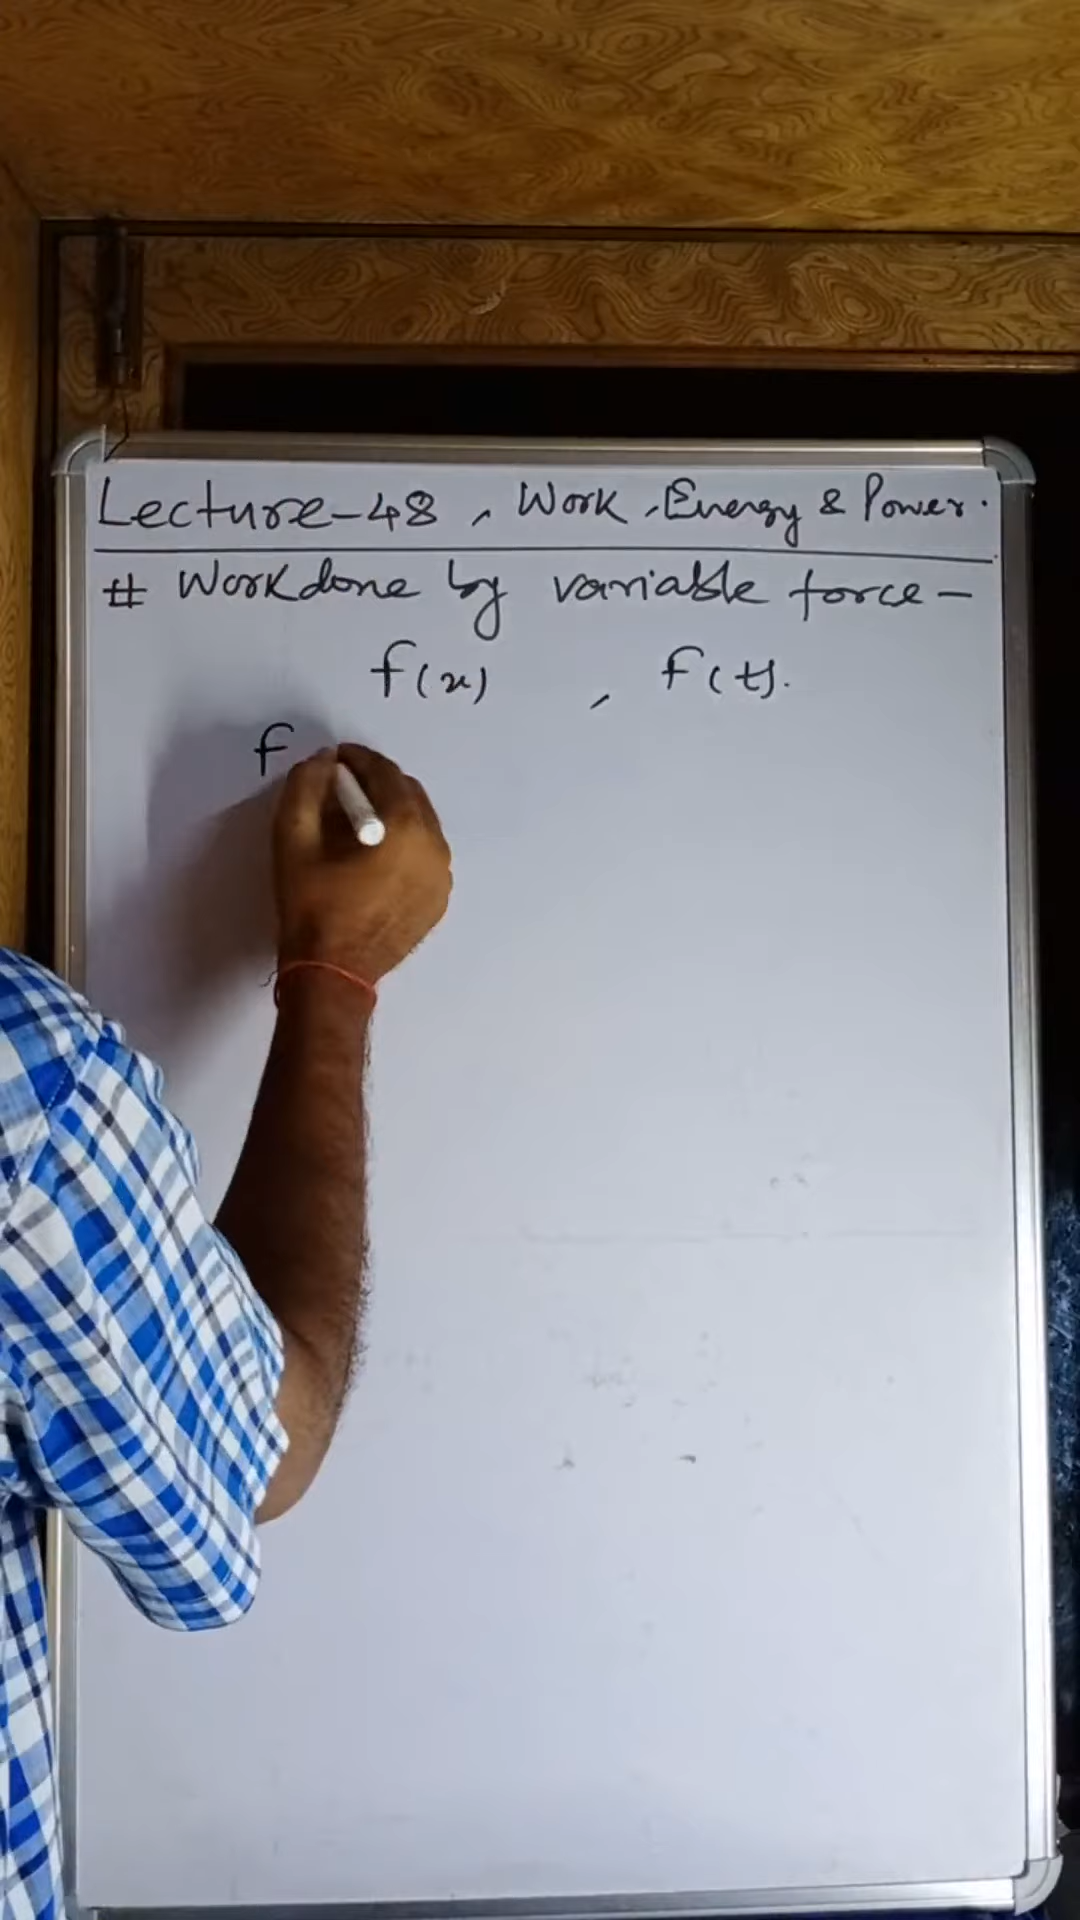 Lecture-48, Work, Energy & Power.
# Workdone by variable force-
f(x) , f(t).
f